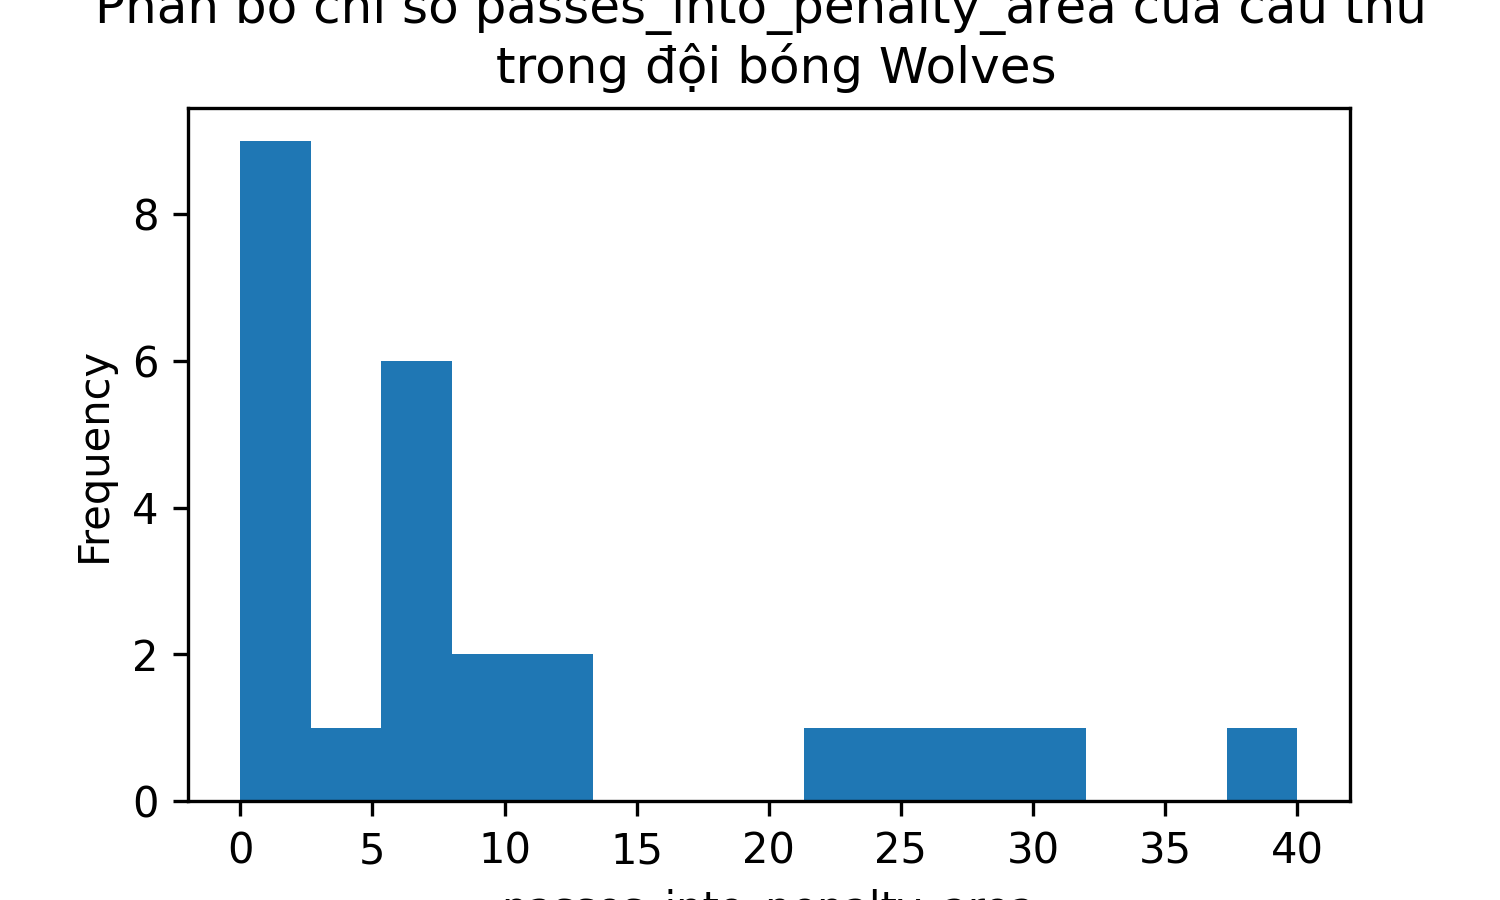 Phân bố chỉ số passes_into_penalty_area của cầu thủ
trong đội bóng Wolves
Frequency
8
6
4
2
0
0 5 10 15 20 25 30 35 40
passes_into_penalty_area